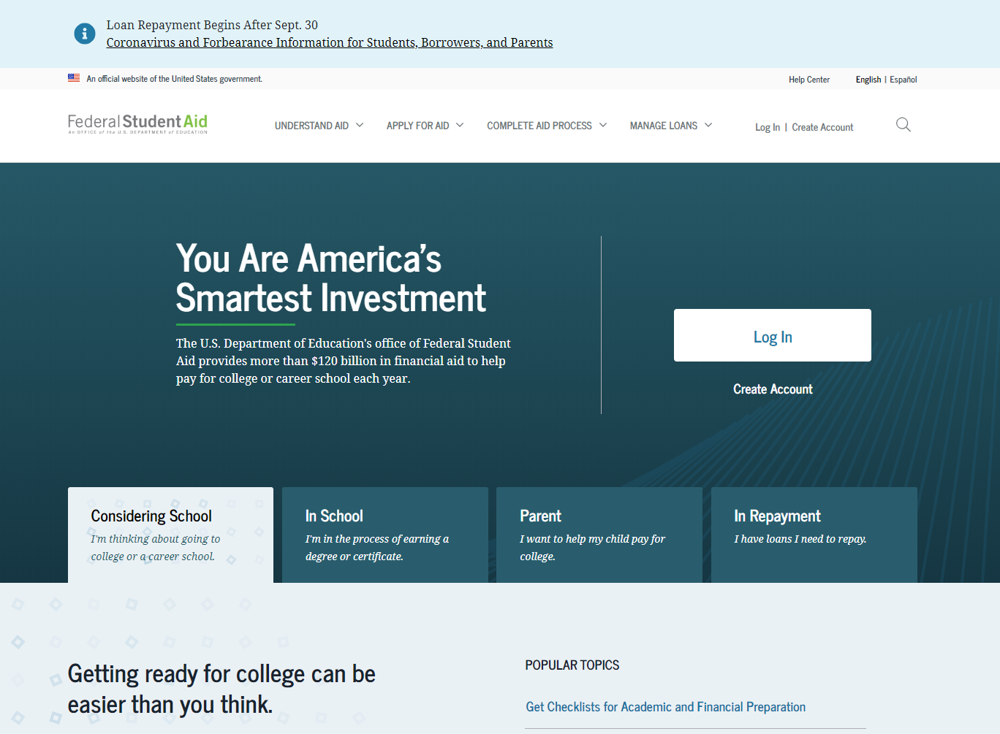 Loan Repayment Begins After Sept. 30
Coronavirus and Forbearance Information for Students, Borrowers, and Parents
An official website of the United States government.
Help Center
English | Español
Federal Student Aid
An OFFICE of the U.S. DEPARTMENT of EDUCATION
UNDERSTAND AID
APPLY FOR AID
COMPLETE AID PROCESS
MANAGE LOANS
Log In | Create Account
You Are America's
Smartest Investment
The U.S. Department of Education's office of Federal Student
Aid provides more than $120 billion in financial aid to help
pay for college or career school each year.
Log In
Create Account
Considering School
I'm thinking about going to
college or a career school.
In School
I'm in the process of earning a
degree or certificate.
Parent
I want to help my child pay for
college.
In Repayment
I have loans I need to repay.
Getting ready for college can be
easier than you think.
POPULAR TOPICS
Get Checklists for Academic and Financial Preparation